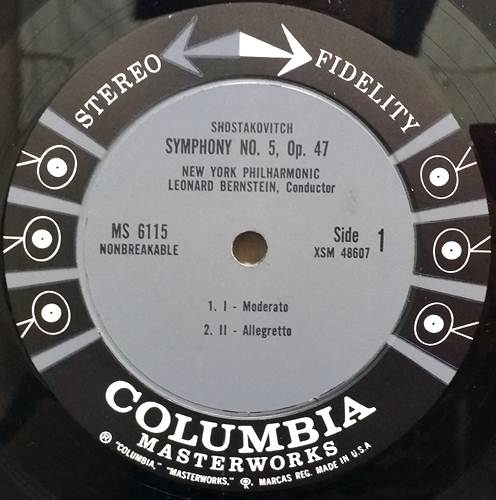 STEREO FIDELITY
SHOSTAKOVITCH
SYMPHONY NO. 5, Op. 47
NEW YORK PHILHARMONIC
LEONARD BERNSTEIN, Conductor
MS 6115
NONBREAKABLE
Side 1
XSM 48607
1. I - Moderato
2. II - Allegretto
COLUMBIA
MASTERWORKS
® "COLUMBIA," "MASTERWORKS," Ⓡ MARCAS REG. MADE IN U.S.A